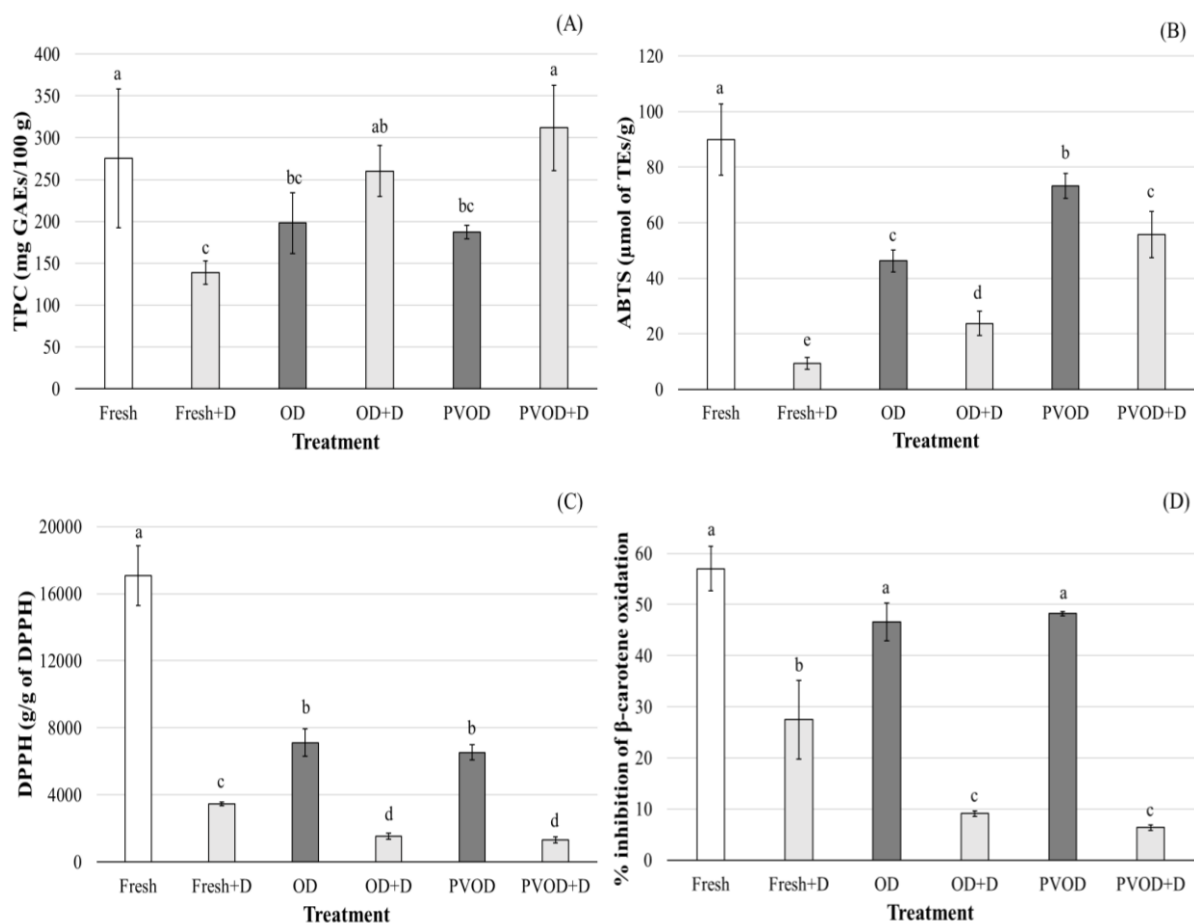 (A)
TPC (mg GAEs/100 g)
400
350
300
250
200
150
100
50
0
a
c
bc
ab
bc
a
Fresh Fresh+D OD OD+D PVOD PVOD+D
Treatment
(B)
ABTS (µmol of TEs/g)
120
100
80
60
40
20
0
a
e
c
d
b
c
Fresh Fresh+D OD OD+D PVOD PVOD+D
Treatment
(C)
DPPH (g/g of DPPH)
20000
16000
12000
8000
4000
0
a
c
b
d
b
d
Fresh Fresh+D OD OD+D PVOD PVOD+D
Treatment
(D)
% inhibition of β-carotene oxidation
60
50
40
30
20
10
0
a
b
a
c
a
c
Fresh Fresh+D OD OD+D PVOD PVOD+D
Treatment